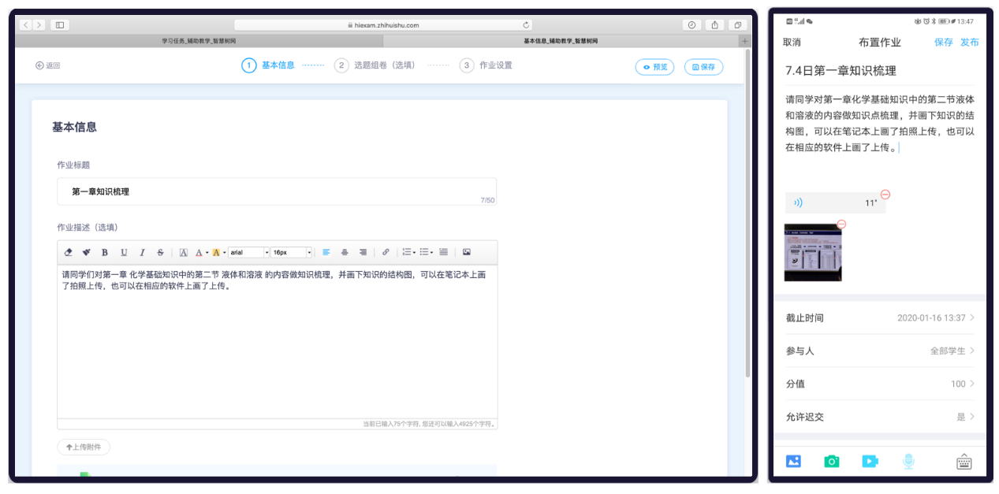 hiexam.zhihuishu.com
学习任务_辅助教学_智慧树网
基本信息_辅助教学_智慧树网
返回
1 基本信息
2 选题组卷（选填）
3 作业设置
预览
保存
基本信息
作业标题
第一章知识梳理
7/50
作业描述（选填）
B U I S A A A arial 16px
请同学们对第一章 化学基础知识中的第二节 液体和溶液 的内容做知识梳理，并画下知识的结构图，可以在笔记本上画
了拍照上传，也可以在相应的软件上画了上传。
当前已输入75个字符, 您还可以输入4925个字符。
上传附件
13:47
取消
布置作业
保存 发布
7.4日第一章知识梳理
请同学对第一章化学基础知识中的第二节液体
和溶液的内容做知识点梳理，并画下知识的结
构图，可以在笔记本上画了拍照上传，也可以
在相应的软件上画了上传。
11"
截止时间
2020-01-16 13:37
参与人
全部学生
分值
100
允许迟交
是